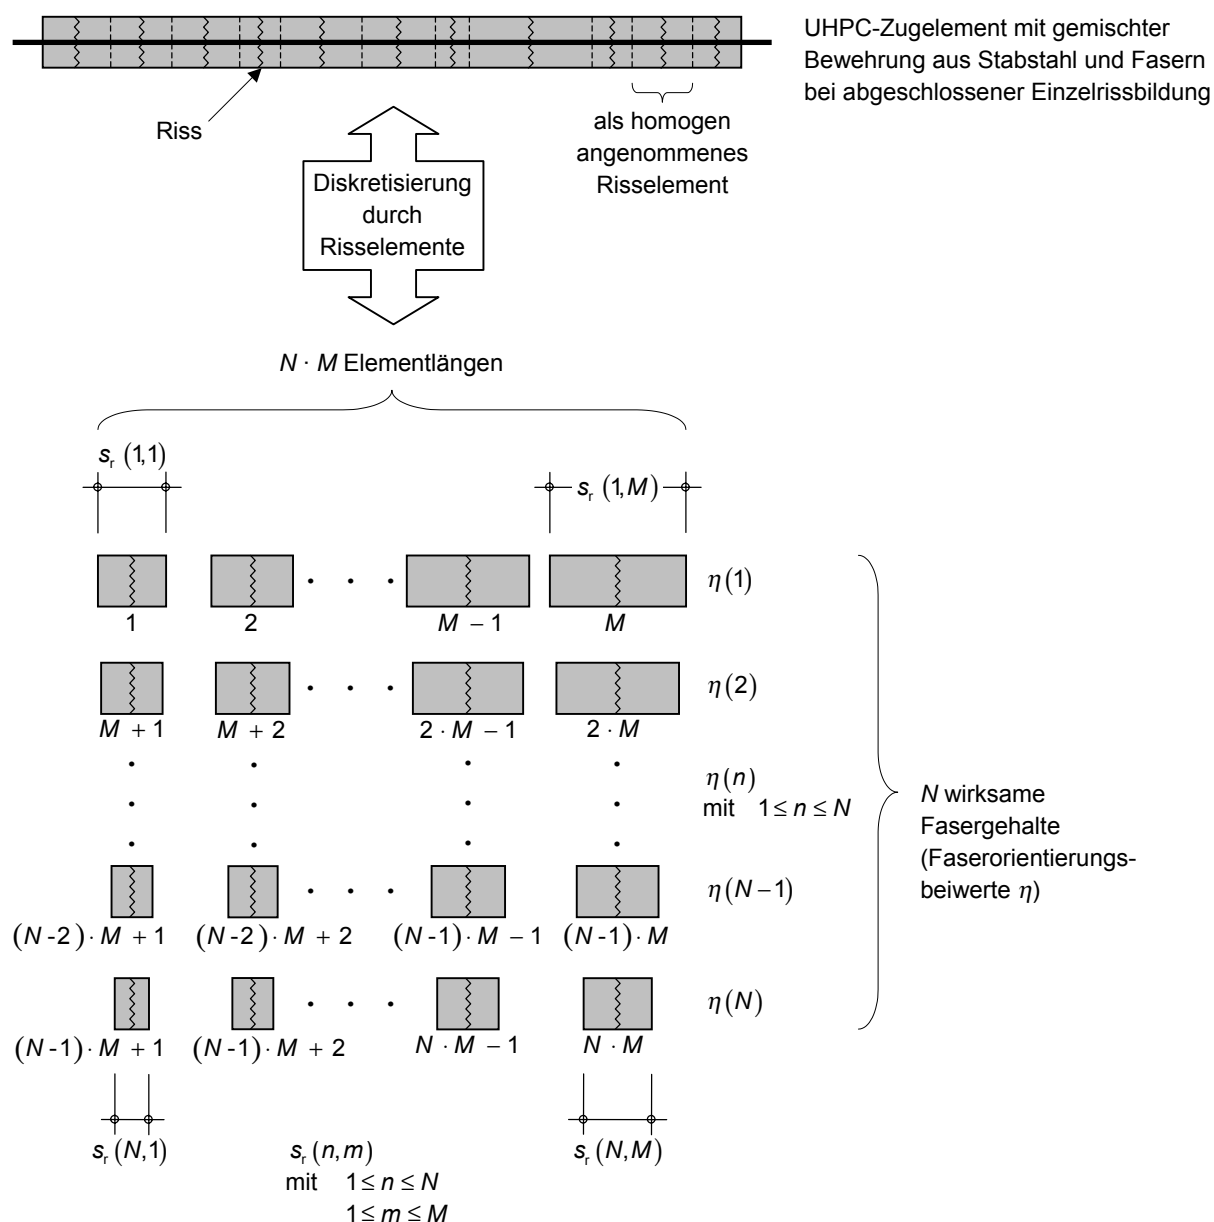 UHPC-Zugelement mit gemischter
Bewehrung aus Stabstahl und Fasern
bei abgeschlossener Einzelrissbildung
Riss
als homogen
angenommenes
Risselement
Diskretisierung
durch
Risselemente
N · M Elementlängen
s_r (1,1)
s_r (1,M)
η(1)
1 2 · · · M − 1 M
η(2)
M + 1 M + 2 · · · 2 · M − 1 2 · M
η(n)
mit 1 ≤ n ≤ N
N wirksame
Fasergehalte
(Faserorientierungs-
beiwerte η)
η(N−1)
(N-2) · M + 1 (N-2) · M + 2 · · · (N-1) · M − 1 (N-1) · M
η(N)
(N-1) · M + 1 (N-1) · M + 2 · · · N · M − 1 N · M
s_r (N,1)
s_r (N,M)
s_r (n,m)
mit 1 ≤ n ≤ N
1 ≤ m ≤ M